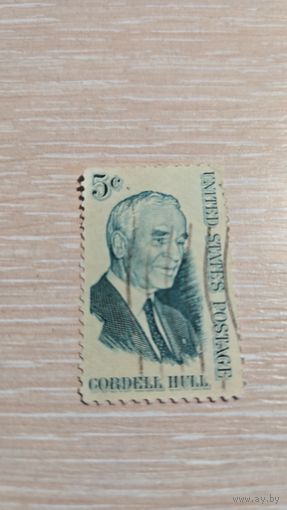 5c
UNITED STATES POSTAGE
CORDELL HULL
www.ay.by